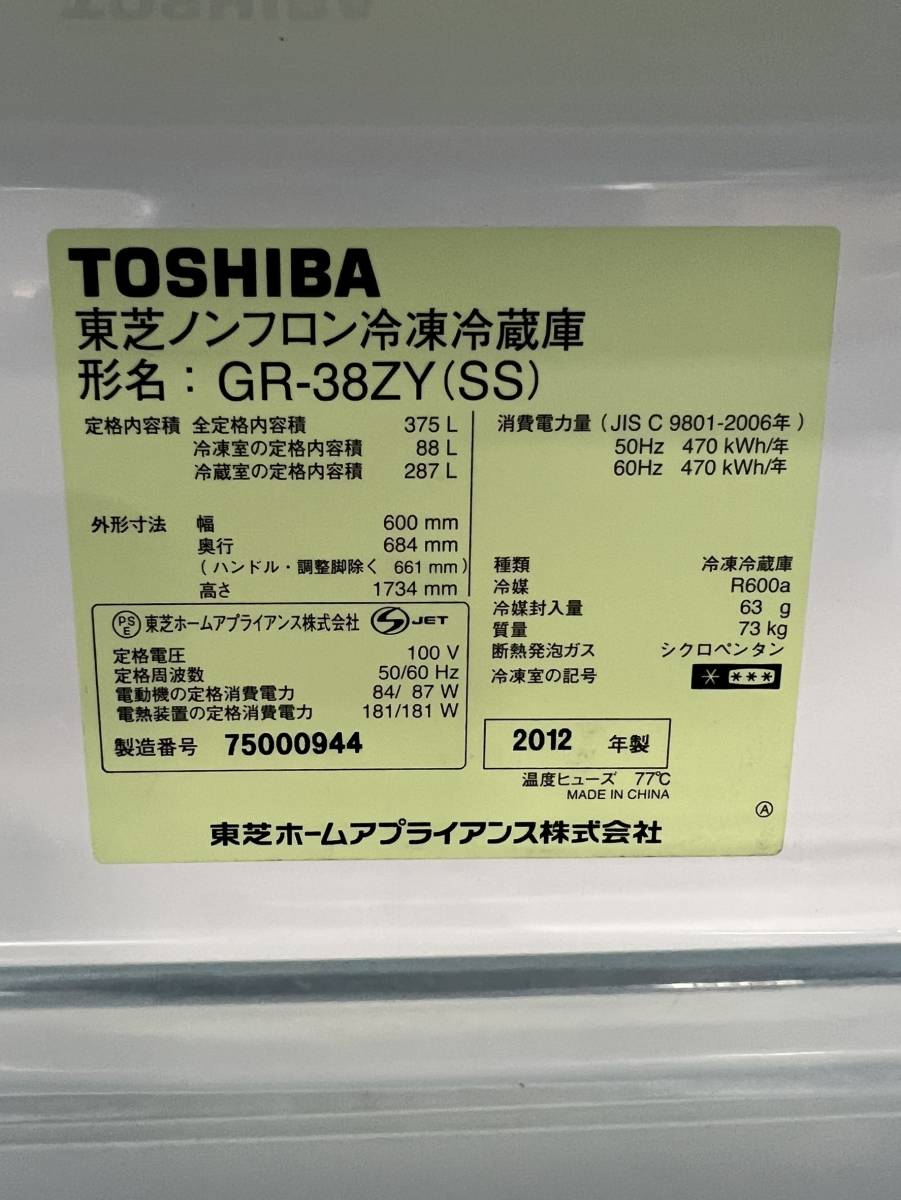 TOSHIBA
東芝ノンフロン冷凍冷蔵庫
形名：GR-38ZY(SS)
定格内容積 全定格内容積 375 L
冷凍室の定格内容積 88 L
冷蔵室の定格内容積 287 L
外形寸法 幅 600 mm
奥行 684 mm
(ハンドル・調整脚除く 661 mm)
高さ 1734 mm
PSE 東芝ホームアプライアンス株式会社 JET
定格電圧 100 V
定格周波数 50/60 Hz
電動機の定格消費電力 84/ 87 W
電熱装置の定格消費電力 181/181 W
製造番号 75000944
消費電力量 (JIS C 9801-2006年)
50Hz 470 kWh/年
60Hz 470 kWh/年
種類 冷凍冷蔵庫
冷媒 R600a
冷媒封入量 63 g
質量 73 kg
断熱発泡ガス シクロペンタン
冷凍室の記号 * ***
2012 年製
温度ヒューズ 77℃
MADE IN CHINA
Ⓐ
東芝ホームアプライアンス株式会社